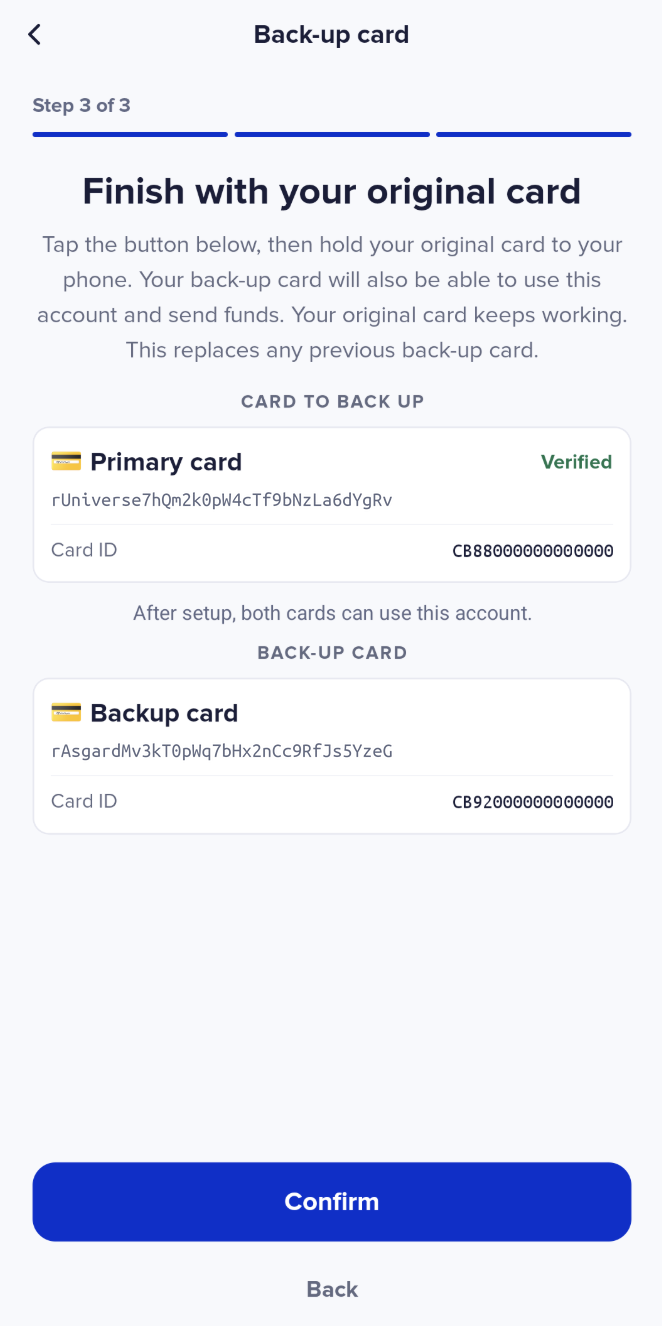 Back-up card
Step 3 of 3
Finish with your original card
Tap the button below, then hold your original card to your
phone. Your back-up card will also be able to use this
account and send funds. Your original card keeps working.
This replaces any previous back-up card.
CARD TO BACK UP
Primary card
Verified
rUniverse7hQm2k0pW4cTf9bNzLa6dYgRv
Card ID
CB88000000000000
After setup, both cards can use this account.
BACK-UP CARD
Backup card
rAsgardMv3kT0pWq7bHx2nCc9RfJs5YzeG
Card ID
CB92000000000000
Confirm
Back